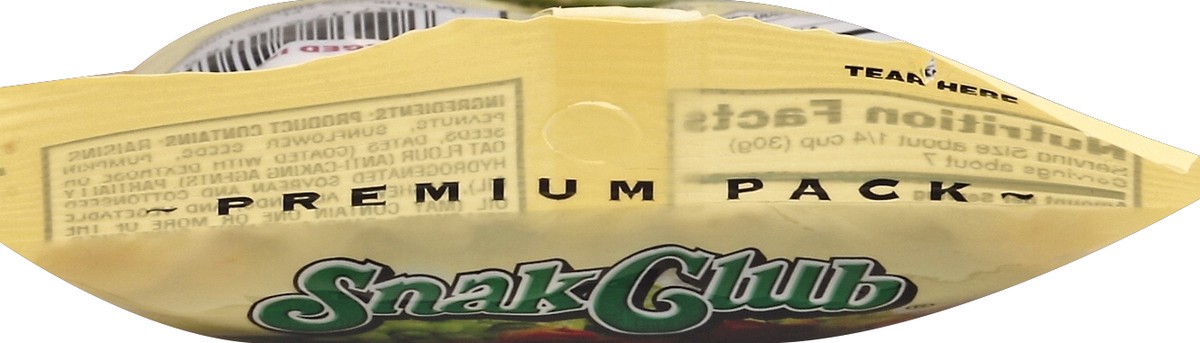 TEAR HERE
INGREDIENTS: PRODUCT CONTAINS: RAISINS,
PEANUTS, SUNFLOWER SEEDS, PUMPKIN
SEEDS, DATES (COATED WITH DEXTROSE OR
OAT FLOUR (ANTI-CAKING AGENTS) PARTIALLY
HYDROGENATED SOYBEAN AND COTTONSEED
OIL (MAY CONTAIN ONE OR MORE OF THE
Nutrition Facts
Serving Size about 1/4 Cup (30g)
Servings about 7
Amount
~ PREMIUM PACK ~
SnakClub